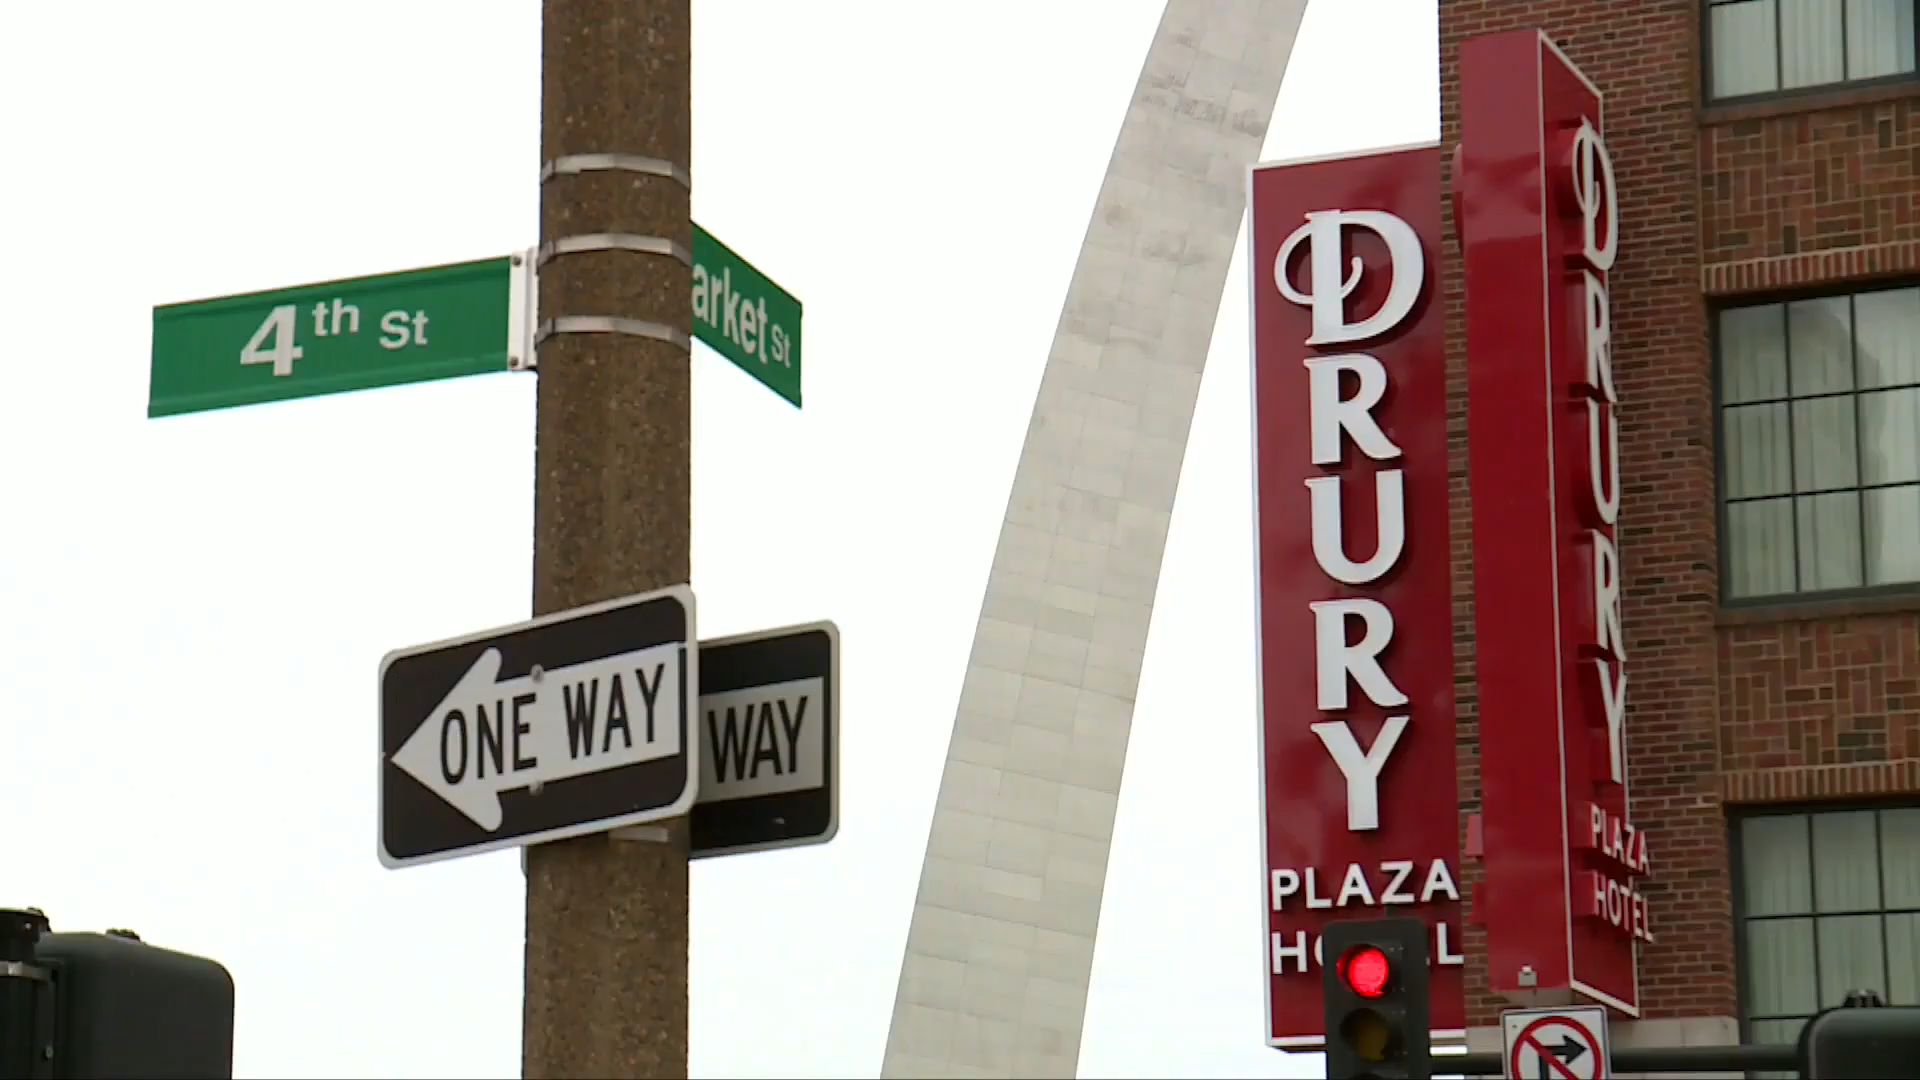 4th St
arket St
ONE WAY
WAY
DRURY
PLAZA
DRURY
PLAZA
HOTEL